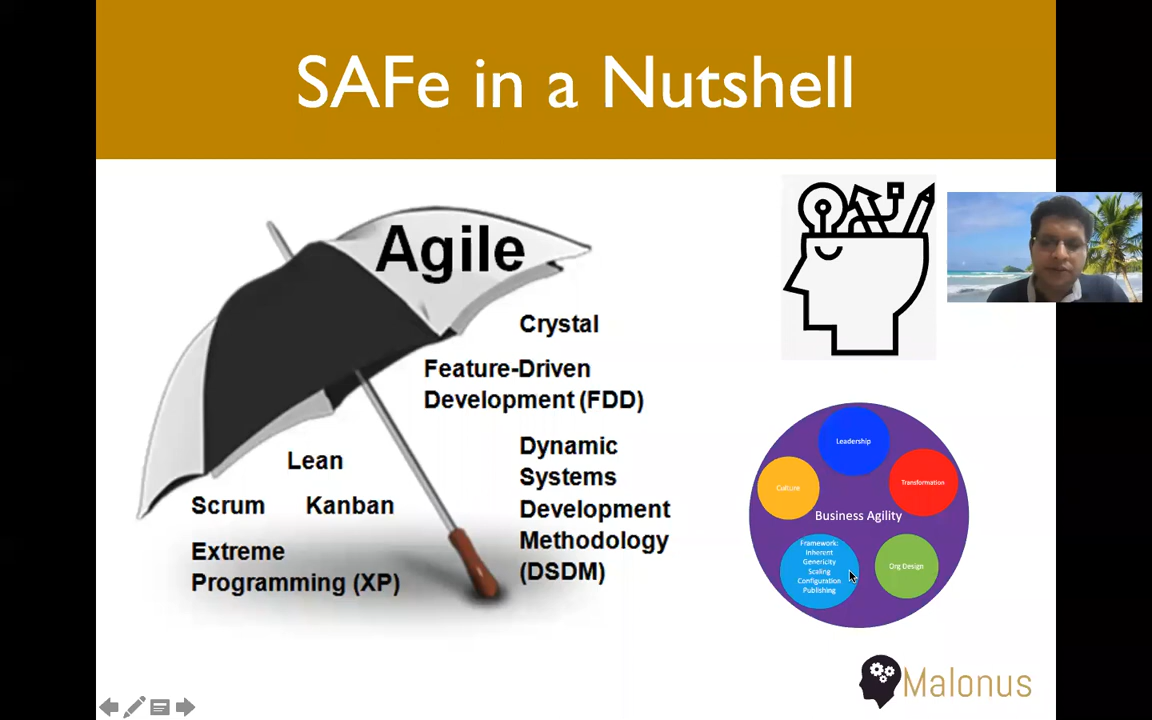 SAFe in a Nutshell
Agile
Crystal
Feature-Driven
Development (FDD)
Lean
Scrum
Kanban
Extreme
Programming (XP)
Dynamic
Systems
Development
Methodology
(DSDM)
Leadership
Culture
Transformation
Business Agility
Framework:
Inherent
Genericity
Scaling
Configuration
Publishing
Org Design
Malonus